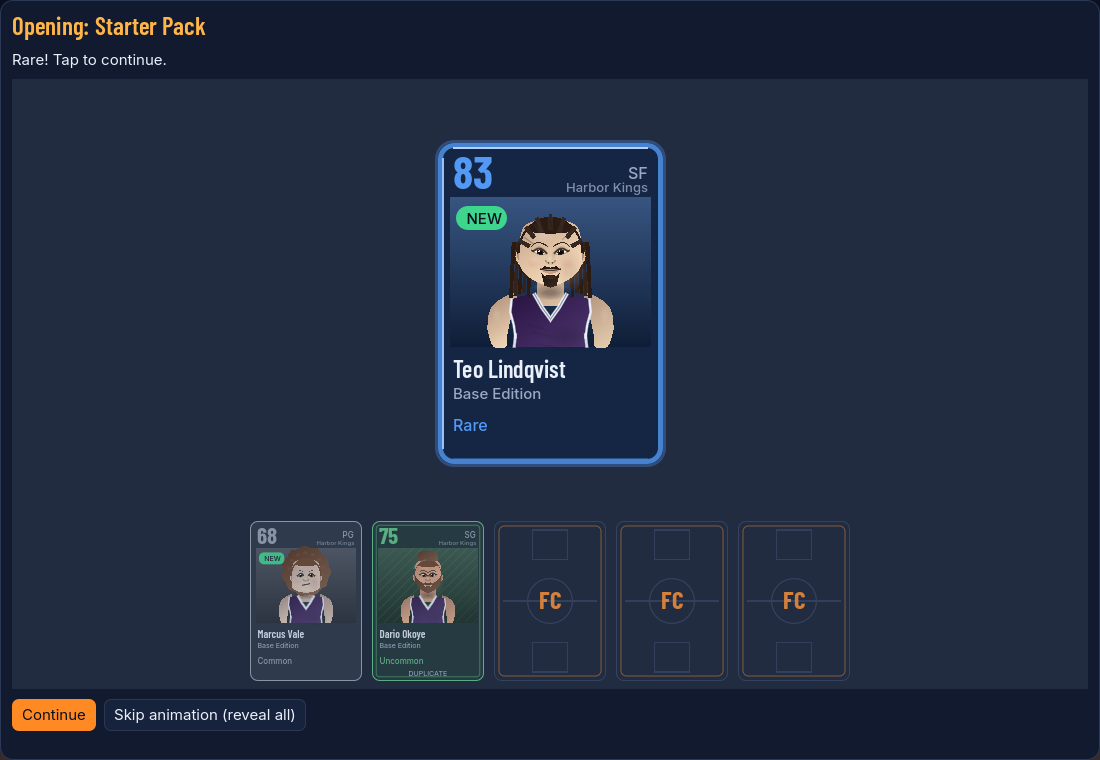 Opening: Starter Pack
Rare! Tap to continue.
83
SF
Harbor Kings
NEW
Teo Lindqvist
Base Edition
Rare
68
PG
Harbor Kings
NEW
Marcus Vale
Base Edition
Common
75
SG
Harbor Kings
Dario Okoye
Base Edition
Uncommon
DUPLICATE
FC
FC
FC
Continue
Skip animation (reveal all)